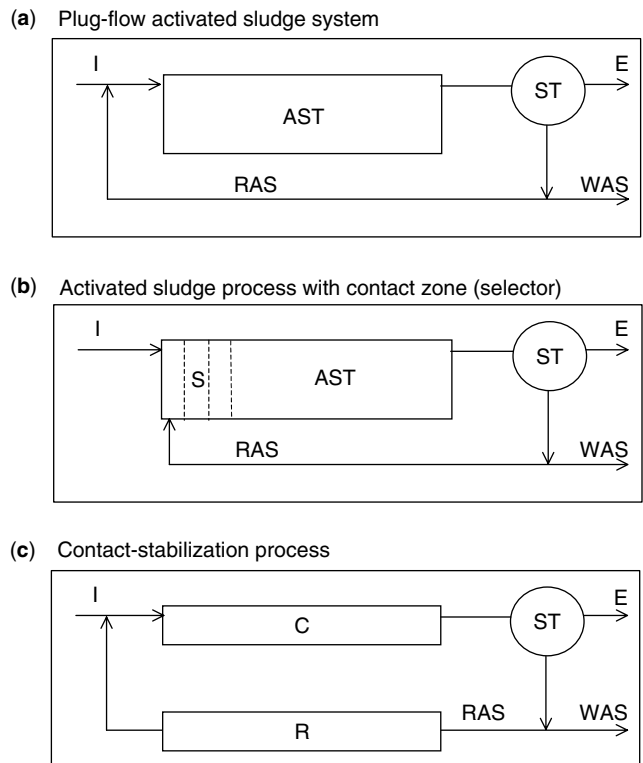 (a) Plug-flow activated sludge system
I
E
AST
ST
RAS
WAS
(b) Activated sludge process with contact zone (selector)
I
E
S
AST
ST
RAS
WAS
(c) Contact-stabilization process
I
E
C
ST
RAS
WAS
R